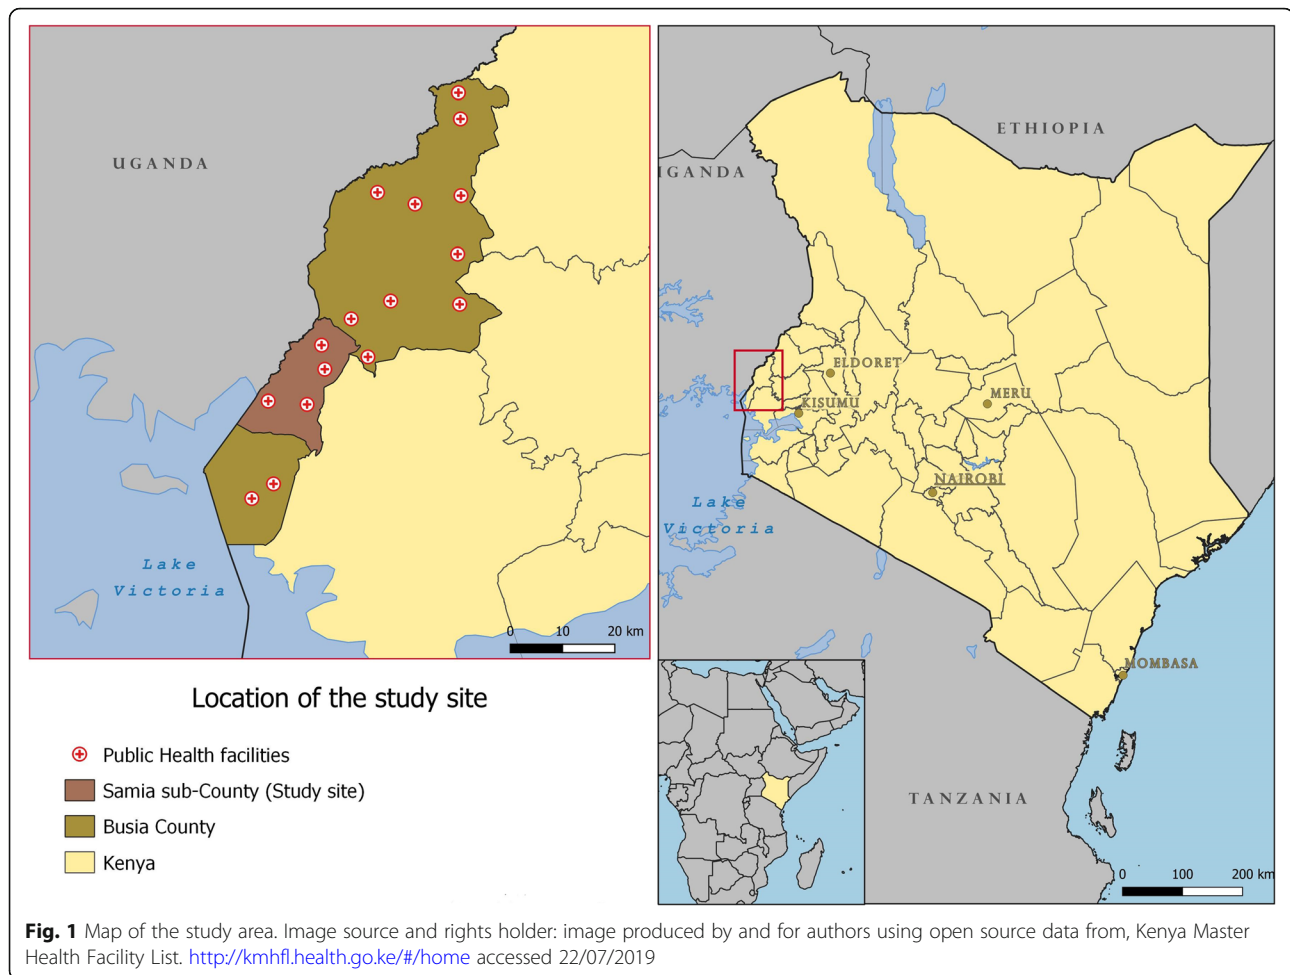 UGANDA
Lake
Victoria
0 10 20 km
ETHIOPIA
IGANDA
ELDORET
KISUMU
MERU
NAIROBI
Lake
Victoria
MOMBASA
TANZANIA
0 100 200 km
Location of the study site
Public Health facilities
Samia sub-County (Study site)
Busia County
Kenya
Fig. 1 Map of the study area. Image source and rights holder: image produced by and for authors using open source data from, Kenya Master
Health Facility List. http://kmhfl.health.go.ke/#/home accessed 22/07/2019